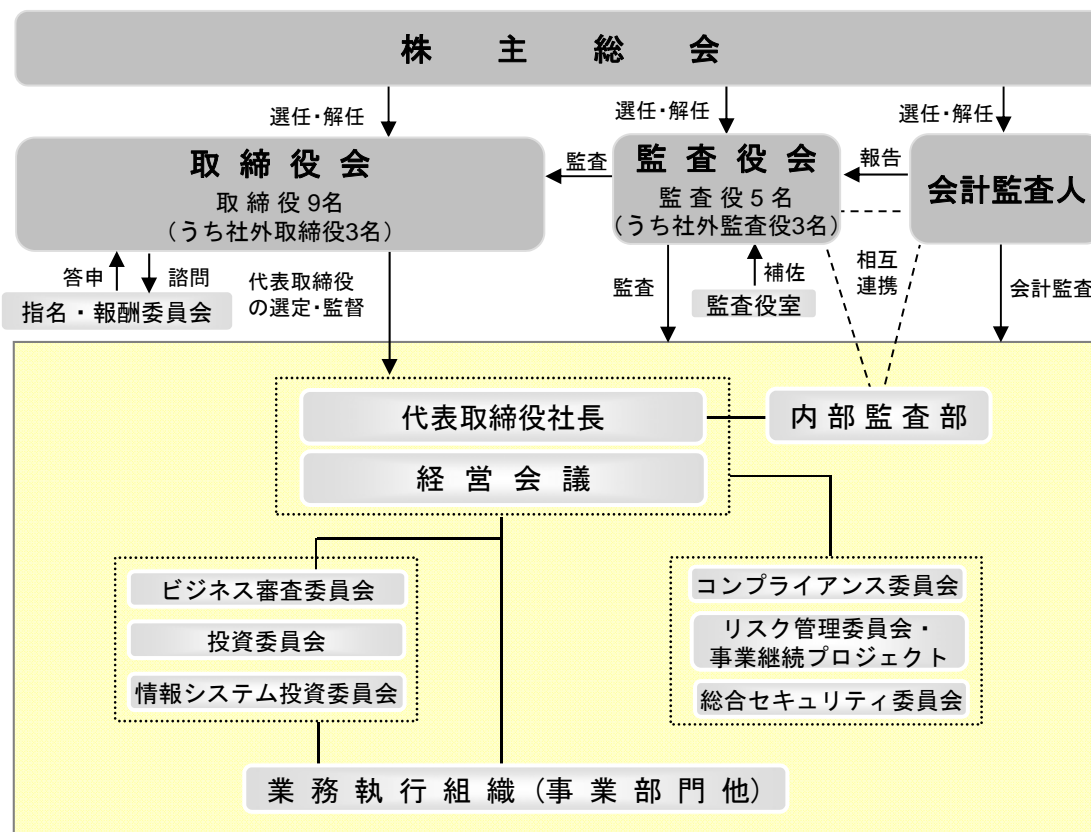 株主総会
選任・解任
選任・解任
選任・解任
取締役会
取締役9名
（うち社外取締役3名）
監査
監査役会
監査役5名
（うち社外監査役3名）
報告
会計監査人
答申
諮問
指名・報酬委員会
代表取締役
の選定・監督
監査
補佐
監査役室
相互
連携
会計監査
代表取締役社長
内部監査部
経営会議
ビジネス審査委員会
投資委員会
情報システム投資委員会
コンプライアンス委員会
リスク管理委員会・
事業継続プロジェクト
総合セキュリティ委員会
業務執行組織（事業部門他）